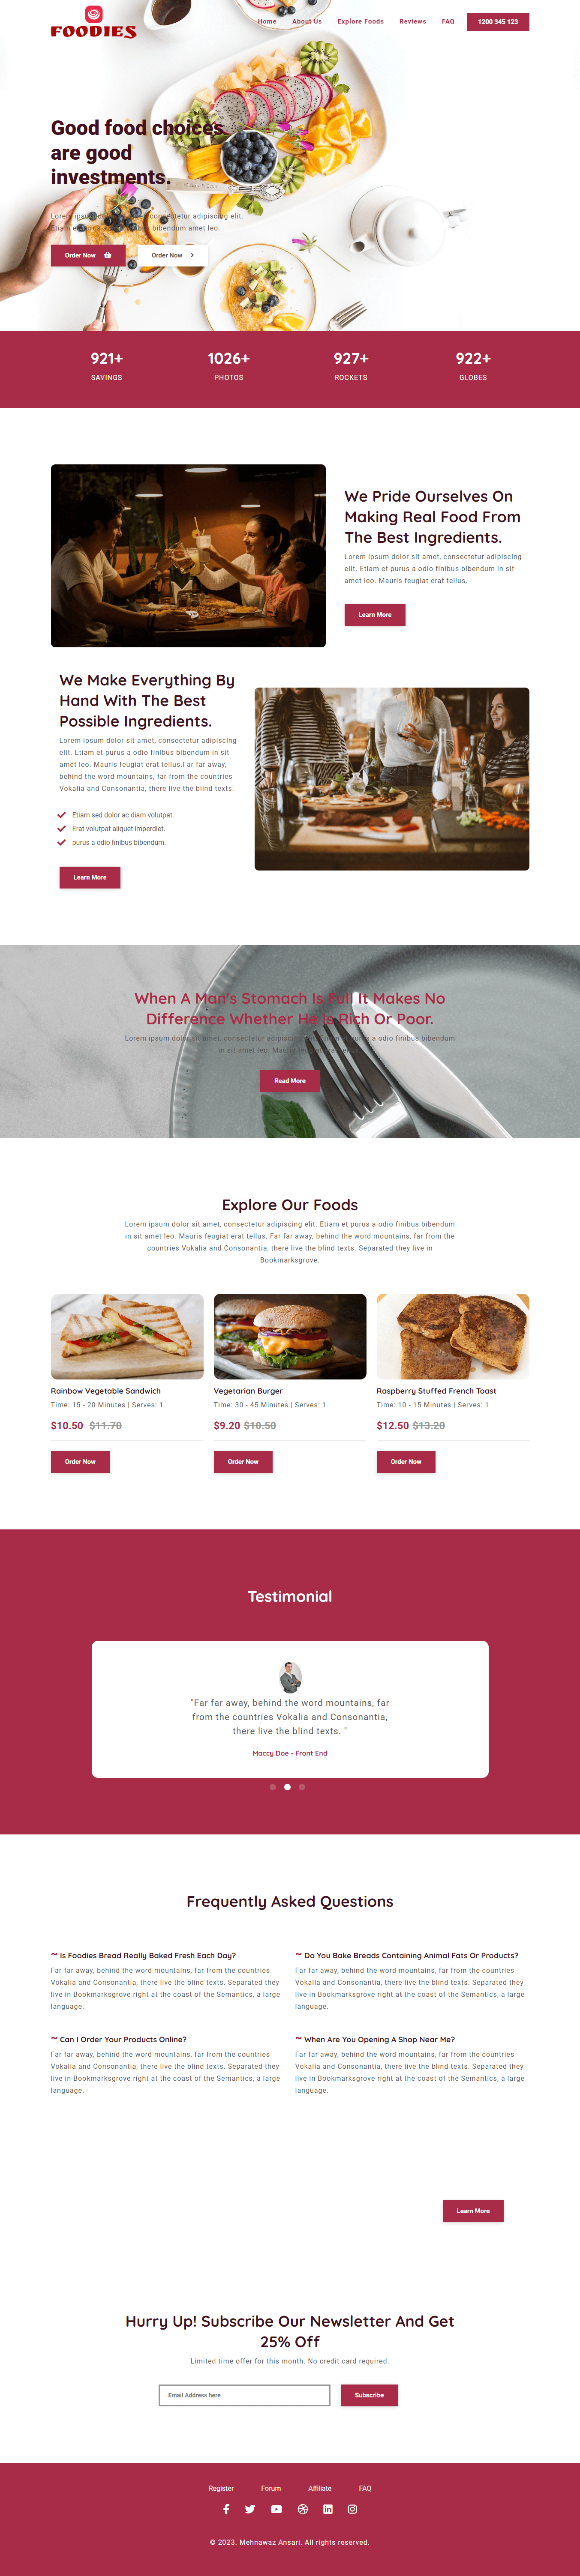 FOODIES
Home About Us Explore Foods Reviews FAQ 1200 345 123
Good food choices
are good
investments.
Lorem ipsum dolor sit amet, consectetur adipiscing elit.
Etiam et purus a odio finibus bibendum amet leo.
Order Now Order Now
921+ 1026+ 927+ 922+
SAVINGS PHOTOS ROCKETS GLOBES
We Pride Ourselves On
Making Real Food From
The Best Ingredients.
Lorem ipsum dolor sit amet, consectetur adipiscing
elit. Etiam et purus a odio finibus bibendum in sit
amet leo. Mauris feugiat erat tellus.
Learn More
We Make Everything By
Hand With The Best
Possible Ingredients.
Lorem ipsum dolor sit amet, consectetur adipiscing
elit. Etiam et purus a odio finibus bibendum in sit
amet leo. Mauris feugiat erat tellus.Far far away,
behind the word mountains, far from the countries
Vokalia and Consonantia, there live the blind texts.
Etiam sed dolor ac diam volutpat.
Erat volutpat aliquet imperdiet.
purus a odio finibus bibendum.
Learn More
When A Man's Stomach Is Full It Makes No
Difference Whether He Is Rich Or Poor.
Lorem ipsum dolor sit amet, consectetur adipiscing elit. Etiam et purus a odio finibus bibendum
in sit amet leo. Mauris feugiat erat tellus.
Read More
Explore Our Foods
Lorem ipsum dolor sit amet, consectetur adipiscing elit. Etiam et purus a odio finibus bibendum
in sit amet leo. Mauris feugiat erat tellus. Far far away, behind the word mountains, far from the
countries Vokalia and Consonantia, there live the blind texts. Separated they live in
Bookmarksgrove.
Rainbow Vegetable Sandwich
Time: 15 - 20 Minutes | Serves: 1
$10.50 $11.70
Order Now
Vegetarian Burger
Time: 30 - 45 Minutes | Serves: 1
$9.20 $10.50
Order Now
Raspberry Stuffed French Toast
Time: 10 - 15 Minutes | Serves: 1
$12.50 $13.20
Order Now
Testimonial
"Far far away, behind the word mountains, far
from the countries Vokalia and Consonantia,
there live the blind texts. "
Maccy Doe - Front End
Frequently Asked Questions
~ Is Foodies Bread Really Baked Fresh Each Day?
Far far away, behind the word mountains, far from the countries
Vokalia and Consonantia, there live the blind texts. Separated they
live in Bookmarksgrove right at the coast of the Semantics, a large
language.
~ Do You Bake Breads Containing Animal Fats Or Products?
Far far away, behind the word mountains, far from the countries
Vokalia and Consonantia, there live the blind texts. Separated they
live in Bookmarksgrove right at the coast of the Semantics, a large
language.
~ Can I Order Your Products Online?
Far far away, behind the word mountains, far from the countries
Vokalia and Consonantia, there live the blind texts. Separated they
live in Bookmarksgrove right at the coast of the Semantics, a large
language.
~ When Are You Opening A Shop Near Me?
Far far away, behind the word mountains, far from the countries
Vokalia and Consonantia, there live the blind texts. Separated they
live in Bookmarksgrove right at the coast of the Semantics, a large
language.
Learn More
Hurry Up! Subscribe Our Newsletter And Get
25% Off
Limited time offer for this month. No credit card required.
Email Address here Subscribe
Register Forum Affiliate FAQ
© 2023. Mehnawaz Ansari. All rights reserved.